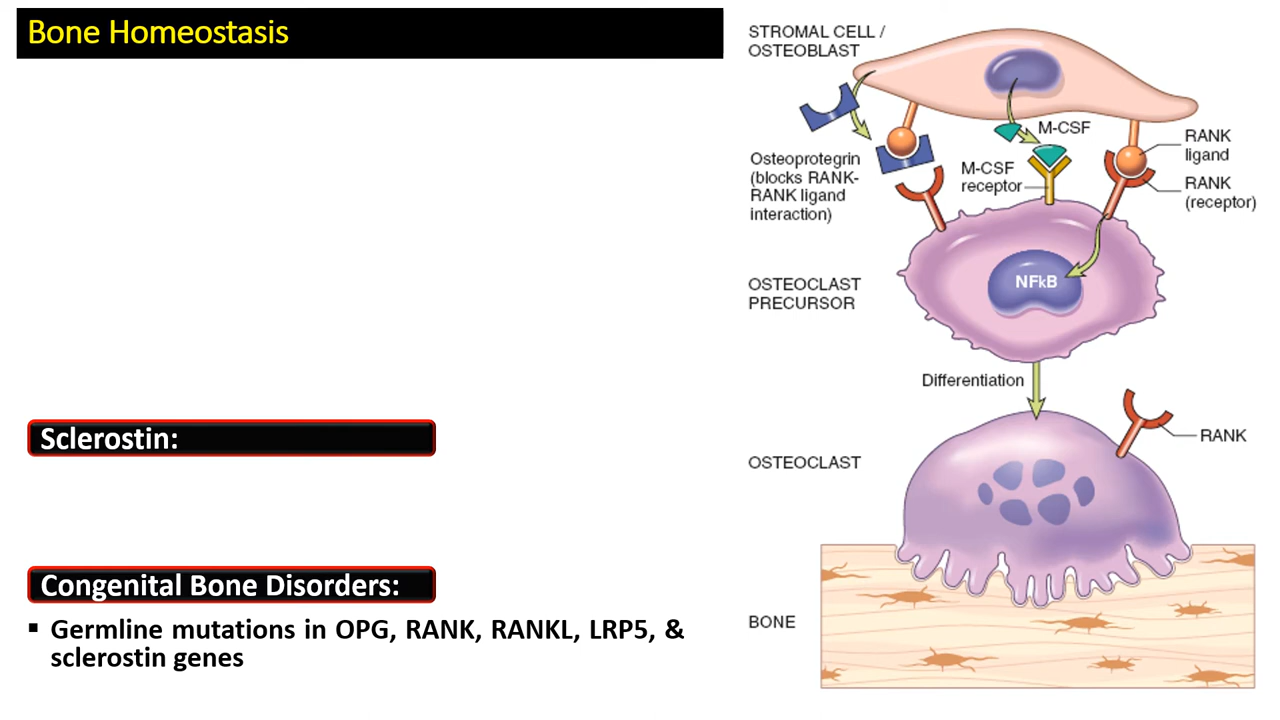 Bone Homeostasis
Sclerostin:
Congenital Bone Disorders:
▪ Germline mutations in OPG, RANK, RANKL, LRP5, &
sclerostin genes
STROMAL CELL /
OSTEOBLAST
M-CSF
RANK
ligand
Osteoprotegrin
(blocks RANK-
RANK ligand
interaction)
M-CSF
receptor
RANK
(receptor)
OSTEOCLAST
PRECURSOR
NFkB
Differentiation
RANK
OSTEOCLAST
BONE